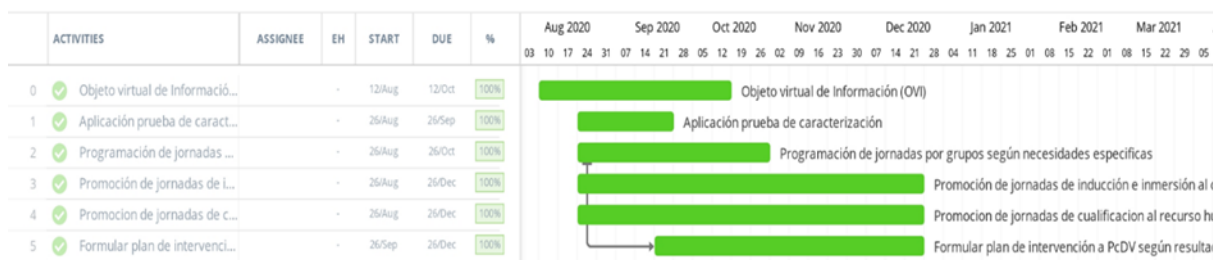 ACTIVITIES ASSIGNEE EH START DUE % Aug 2020 Sep 2020 Oct 2020 Nov 2020 Dec 2020 Jan 2021 Feb 2021 Mar 2021
03 10 17 24 31 07 14 21 28 05 12 19 26 02 09 16 23 30 07 14 21 28 04 11 18 25 01 08 15 22 01 08 15 22 29 05
0 Objeto virtual de Informació... - 12/Aug 12/Oct 100% Objeto virtual de Información (OVI)
1 Aplicación prueba de caract... - 26/Aug 26/Sep 100% Aplicación prueba de caracterización
2 Programación de jornadas ... - 26/Aug 26/Oct 100% Programación de jornadas por grupos según necesidades especificas
3 Promoción de jornadas de i... - 26/Aug 26/Dec 100% Promoción de jornadas de inducción e inmersión al
4 Promocion de jornadas de c... - 26/Aug 26/Dec 100% Promocion de jornadas de cualificacion al recurso
5 Formular plan de intervenci... - 26/Sep 26/Dec 100% Formular plan de intervención a PcDV según